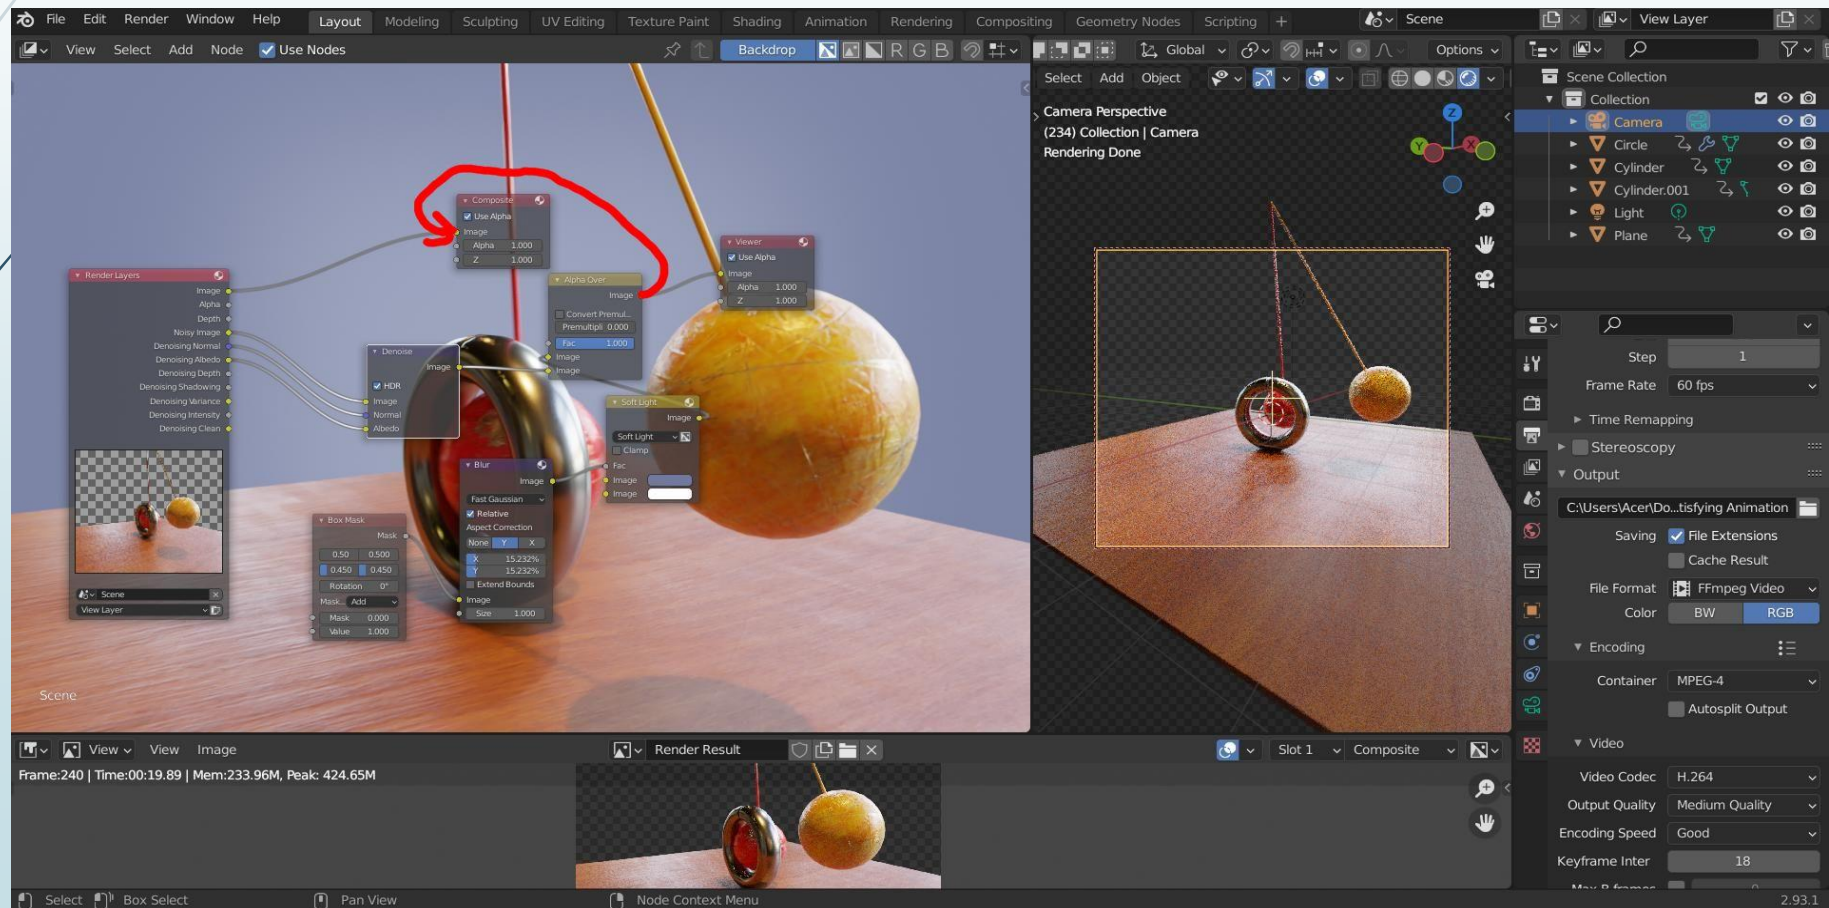 File Edit Render Window Help Layout Modeling Sculpting UV Editing Texture Paint Shading Animation Rendering Compositing Geometry Nodes Scripting + Scene View Layer
View Select Add Node Use Nodes Backdrop R G B Global Options
Select Add Object
Camera Perspective
(234) Collection | Camera
Rendering Done
Z
Y
X
Scene Collection
Collection
Camera
Circle
Cylinder
Cylinder.001
Light
Plane
Composite
Use Alpha
Image
Alpha 1.000
Z 1.000
Viewer
Use Alpha
Image
Alpha 1.000
Z 1.000
Render Layers
Image
Alpha
Depth
Noisy Image
Denoising Normal
Denoising Albedo
Denoising Depth
Denoising Shadowing
Denoising Variance
Denoising Intensity
Denoising Clean
Scene
View Layer
Alpha Over
Image
Convert Premul...
Premultipli 0.000
Fac 1.000
Image
Image
Denoise
Image
HDR
Image
Normal
Albedo
Soft Light
Image
Soft Light
Clamp
Fac
Image
Image
Blur
Image
Fast Gaussian
Relative
Aspect Correction
None Y X
X 15.232%
Y 15.232%
Extend Bounds
Image
Size 1.000
Box Mask
Mask
0.50 0.500
0.450 0.450
Rotation 0°
Mask... Add
Mask 0.000
Value 1.000
Scene
Step 1
Frame Rate 60 fps
Time Remapping
Stereoscopy
Output
C:\Users\Acer\Do...tisfying Animation
Saving File Extensions
Cache Result
File Format FFmpeg Video
Color BW RGB
Encoding
Container MPEG-4
Autosplit Output
Video
Video Codec H.264
Output Quality Medium Quality
Encoding Speed Good
Keyframe Inter 18
View View Image Render Result Slot 1 Composite
Frame:240 | Time:00:19.89 | Mem:233.96M, Peak: 424.65M
Select Box Select Pan View Node Context Menu 2.93.1